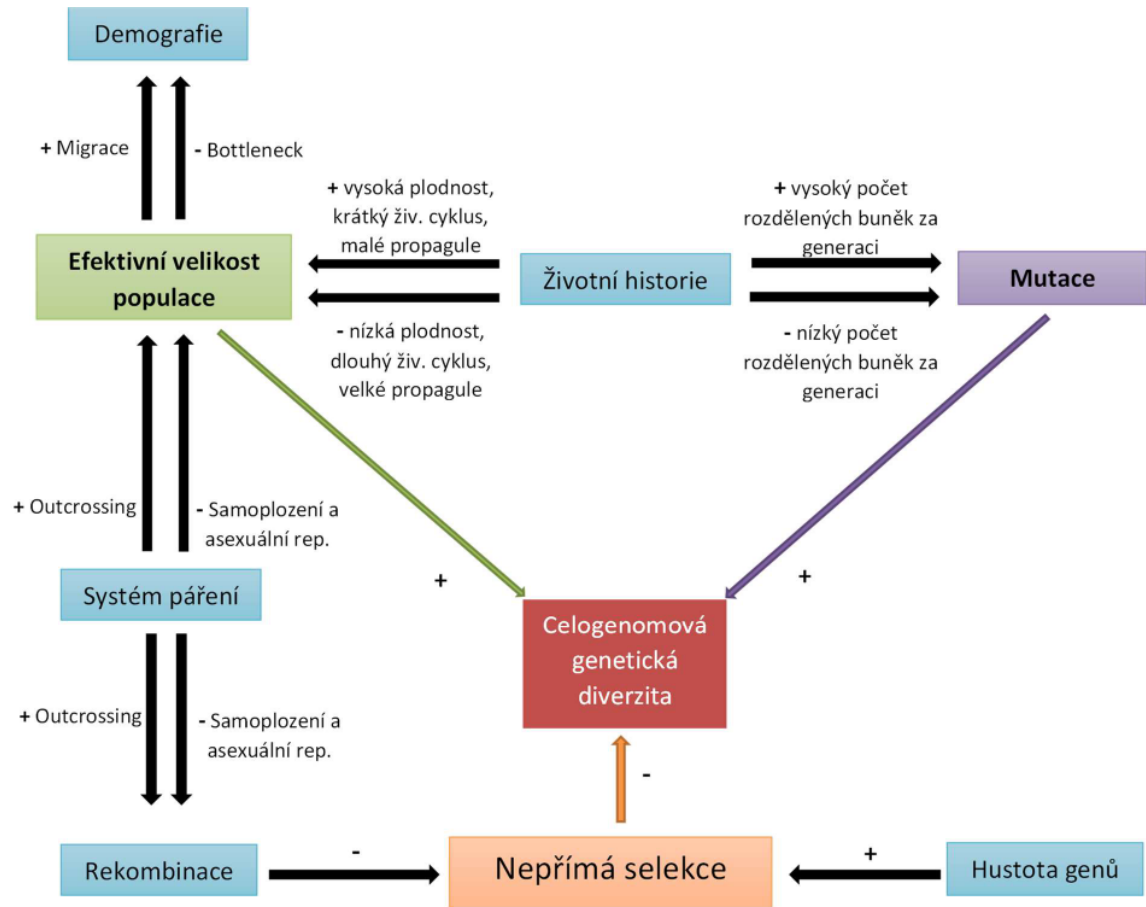 Demografie
+ Migrace
- Bottleneck
+ vysoká plodnost,
krátký živ. cyklus,
malé propagule
+ vysoký počet
rozdělených buněk za
generaci
Efektivní velikost
populace
Životní historie
Mutace
- nízká plodnost,
dlouhý živ. cyklus,
velké propagule
- nízký počet
rozdělených buněk za
generaci
+ Outcrossing
- Samoplození a
asexuální rep.
+
+
Systém páření
Celogenomová
genetická
diverzita
+ Outcrossing
- Samoplození a
asexuální rep.
-
Rekombinace
-
Nepřímá selekce
+
Hustota genů